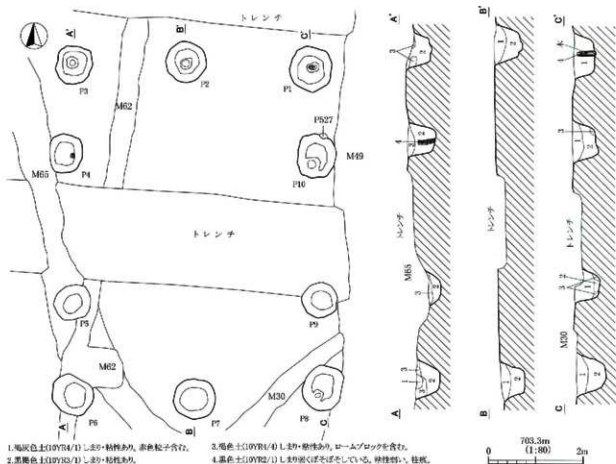 トレンチ
A'
B'
C'
P3
P2
P1
M62
P527
M65
P4
P10
M49
トレンチ
P5
P9
M62
M30
P6
P7
P8
A
B
C
A'
B'
C'
トレンチ
M65
トレンチ
M30
A
B
C
1.褐灰色土(10YR4/1)しまり・粘性あり、赤色粒子含む。
2.黒褐色土(10YR3/1)しまり・粘性あり。
3.褐色土(10YR4/4)しまり・粘性あり、ロームブロックを含む。
4.黒色土(10YR2/1)しまり弱くぼそぼそしている。粘性弱い。柱痕。
703.3m
0 (1:80) 2m